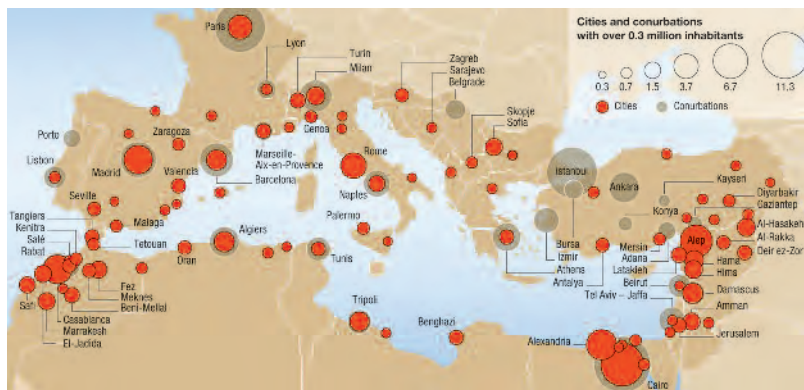 Paris
Lyon
Turin
Milan
Zagreb
Sarajevo
Belgrade
Cities and conurbations
with over 0.3 million inhabitants
0.3 0.7 1.5 3.7 6.7 11.3
Cities Conurbations
Porto
Zaragoza
Genoa
Skopje
Sofia
Lisbon
Madrid
Marseille-
Aix-en-Provence
Rome
Istanbul
Ankara
Kayseri
Valencia
Barcelona
Naples
Diyarbakir
Gaziantep
Seville
Konya
Tangiers
Malaga
Algiers
Palermo
Al-Hasakeh
Kenitra
Alep
Al-Rakka
Salé
Tetouan
Bursa
Mersin
Deir ez-Zor
Rabat
Oran
Tunis
Izmir
Adana
Hama
Athens
Latakieh
Hims
Fez
Antalya
Beirut
Safi
Meknes
Tel Aviv – Jaffa
Damascus
Beni-Mellal
Tripoli
Amman
Casablanca
Benghazi
Marrakesh
Alexandria
Jerusalem
El-Jadida
Cairo